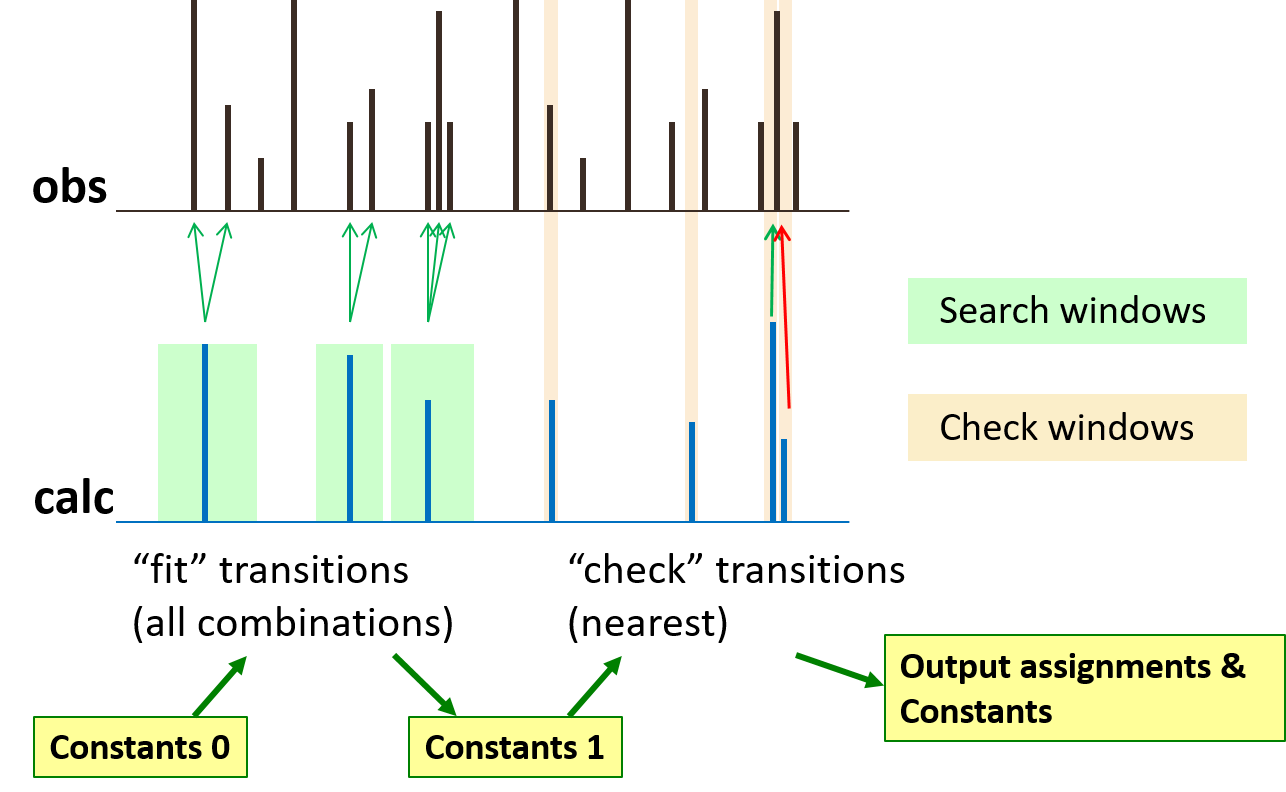 obs
Search windows
Check windows
calc
“fit” transitions
(all combinations)
“check” transitions
(nearest)
Output assignments &
Constants
Constants 0
Constants 1